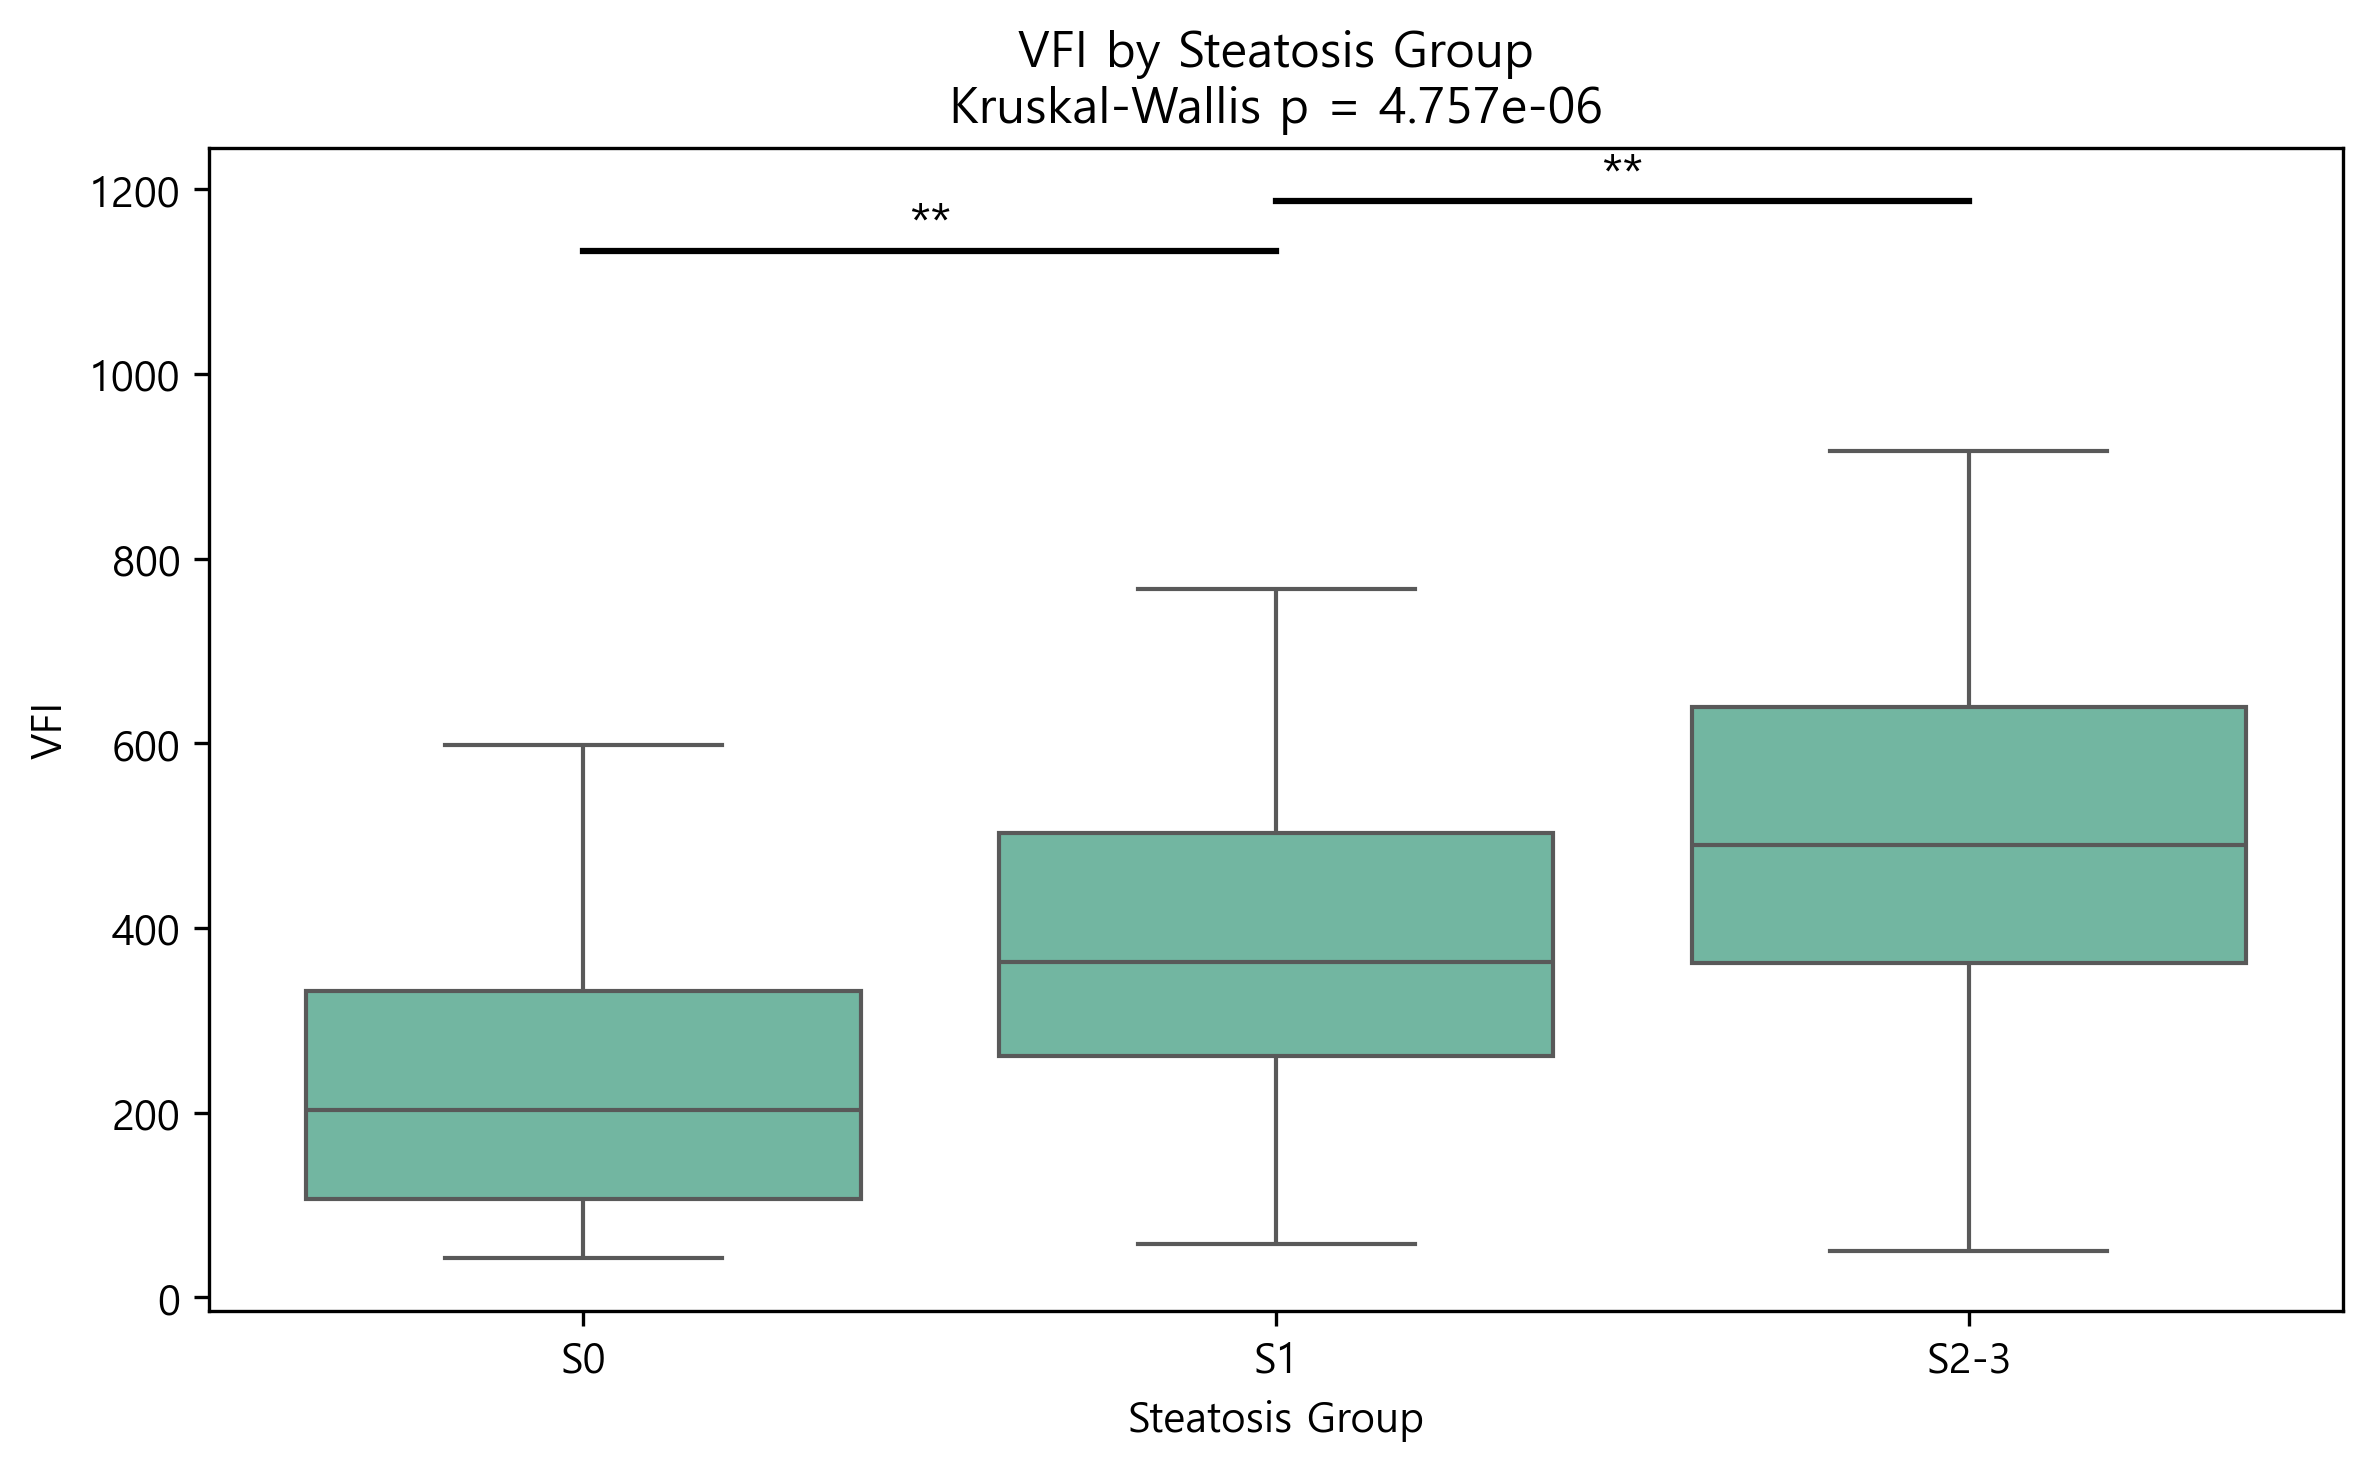 VFI by Steatosis Group
Kruskal-Wallis p = 4.757e-06
**
**
1200
1000
800
600
400
200
0
VFI
S0 S1 S2-3
Steatosis Group